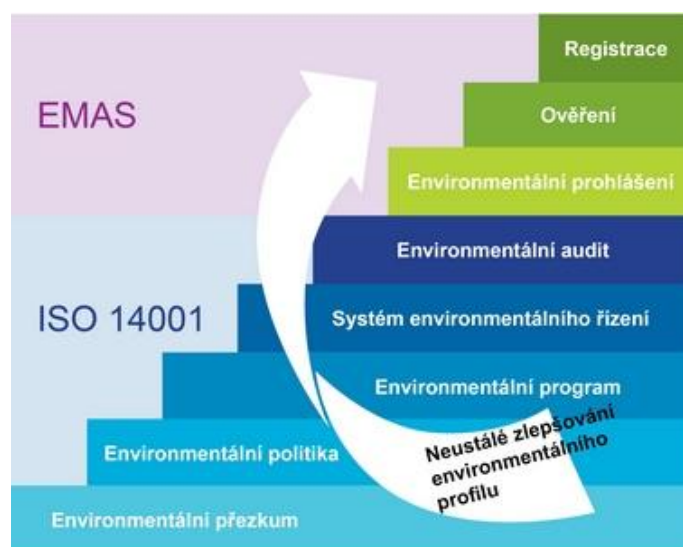 Registrace
EMAS
Ověření
Environmentální prohlášení
Environmentální audit
ISO 14001
Systém environmentálního řízení
Environmentální program
Neustálé zlepšování
environmentálního
profilu
Environmentální politika
Environmentální přezkum